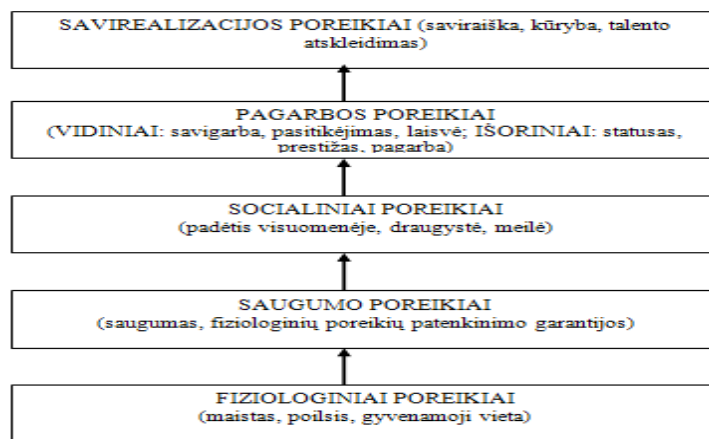 SAVIREALIZACIJOS POREIKIAI (saviraiška, kūryba, talento
atskleidimas)
PAGARBOS POREIKIAI
(VIDINIAI: savigarba, pasitikėjimas, laisvė; IŠORINIAI: statusas,
prestižas, pagarba)
SOCIALINIAI POREIKIAI
(padėtis visuomenėje, draugystė, meilė)
SAUGUMO POREIKIAI
(saugumas, fiziologinių poreikių patenkinimo garantijos)
FIZIOLOGINIAI POREIKIAI
(maistas, poilsis, gyvenamoji vieta)